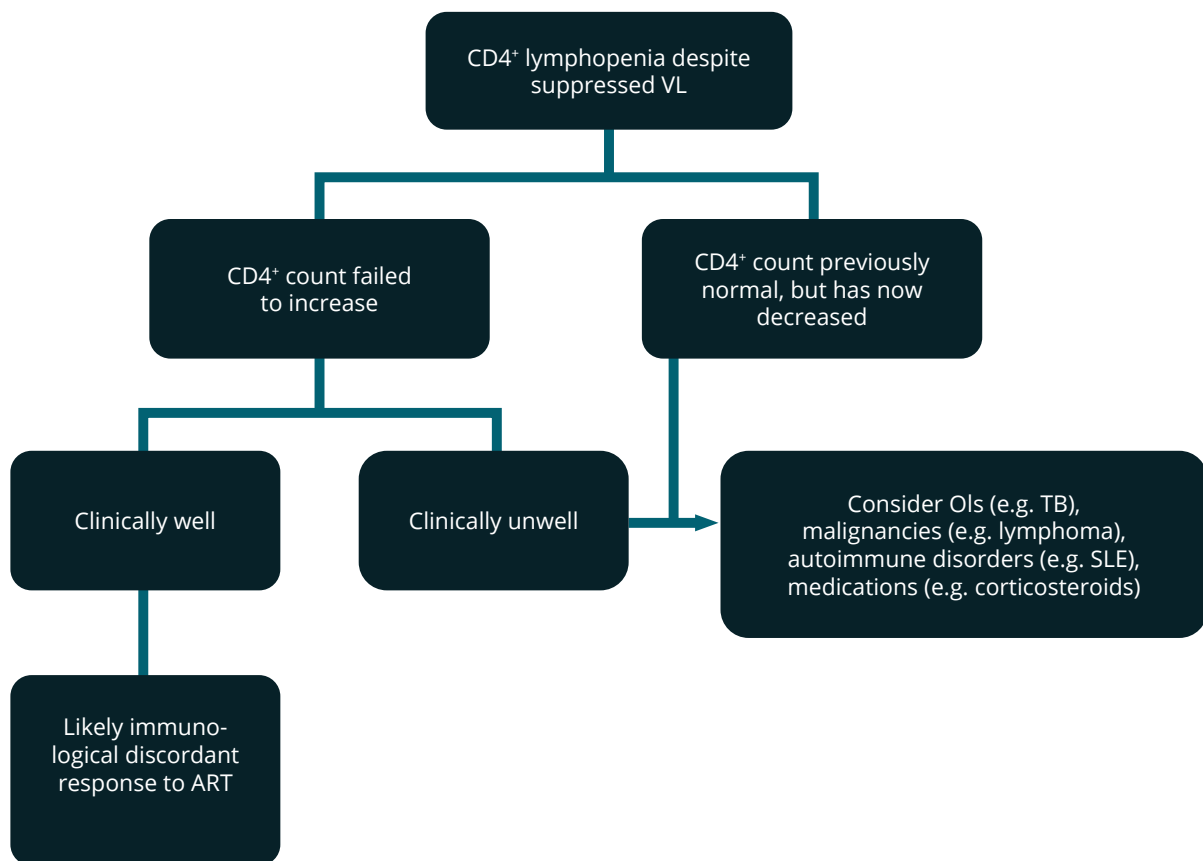 CD4⁺ lymphopenia despite
suppressed VL
CD4⁺ count failed
to increase
CD4⁺ count previously
normal, but has now
decreased
Clinically well
Clinically unwell
Consider OIs (e.g. TB),
malignancies (e.g. lymphoma),
autoimmune disorders (e.g. SLE),
medications (e.g. corticosteroids)
Likely immuno-
logical discordant
response to ART